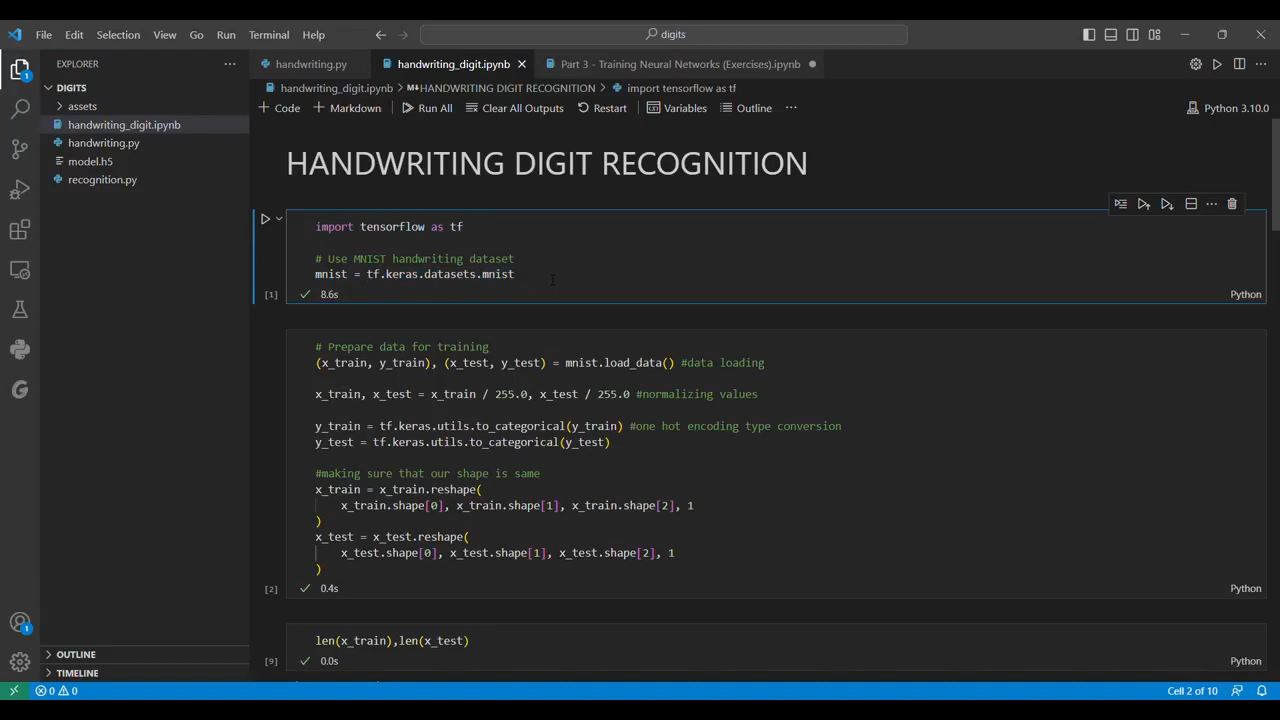 File Edit Selection View Go Run Terminal Help
digits
EXPLORER
DIGITS
assets
handwriting_digit.ipynb
handwriting.py
model.h5
recognition.py
OUTLINE
TIMELINE
handwriting.py handwriting_digit.ipynb Part 3 - Training Neural Networks (Exercises).ipynb
handwriting_digit.ipynb > M↓HANDWRITING DIGIT RECOGNITION > import tensorflow as tf
+ Code + Markdown Run All Clear All Outputs Restart Variables Outline ... Python 3.10.0
HANDWRITING DIGIT RECOGNITION
import tensorflow as tf
# Use MNIST handwriting dataset
mnist = tf.keras.datasets.mnist
[1] 8.6s Python
# Prepare data for training
(x_train, y_train), (x_test, y_test) = mnist.load_data() #data loading
x_train, x_test = x_train / 255.0, x_test / 255.0 #normalizing values
y_train = tf.keras.utils.to_categorical(y_train) #one hot encoding type conversion
y_test = tf.keras.utils.to_categorical(y_test)
#making sure that our shape is same
x_train = x_train.reshape(
x_train.shape[0], x_train.shape[1], x_train.shape[2], 1
)
x_test = x_test.reshape(
x_test.shape[0], x_test.shape[1], x_test.shape[2], 1
)
[2] 0.4s Python
len(x_train),len(x_test)
[9] 0.0s Python
0 0 Cell 2 of 10